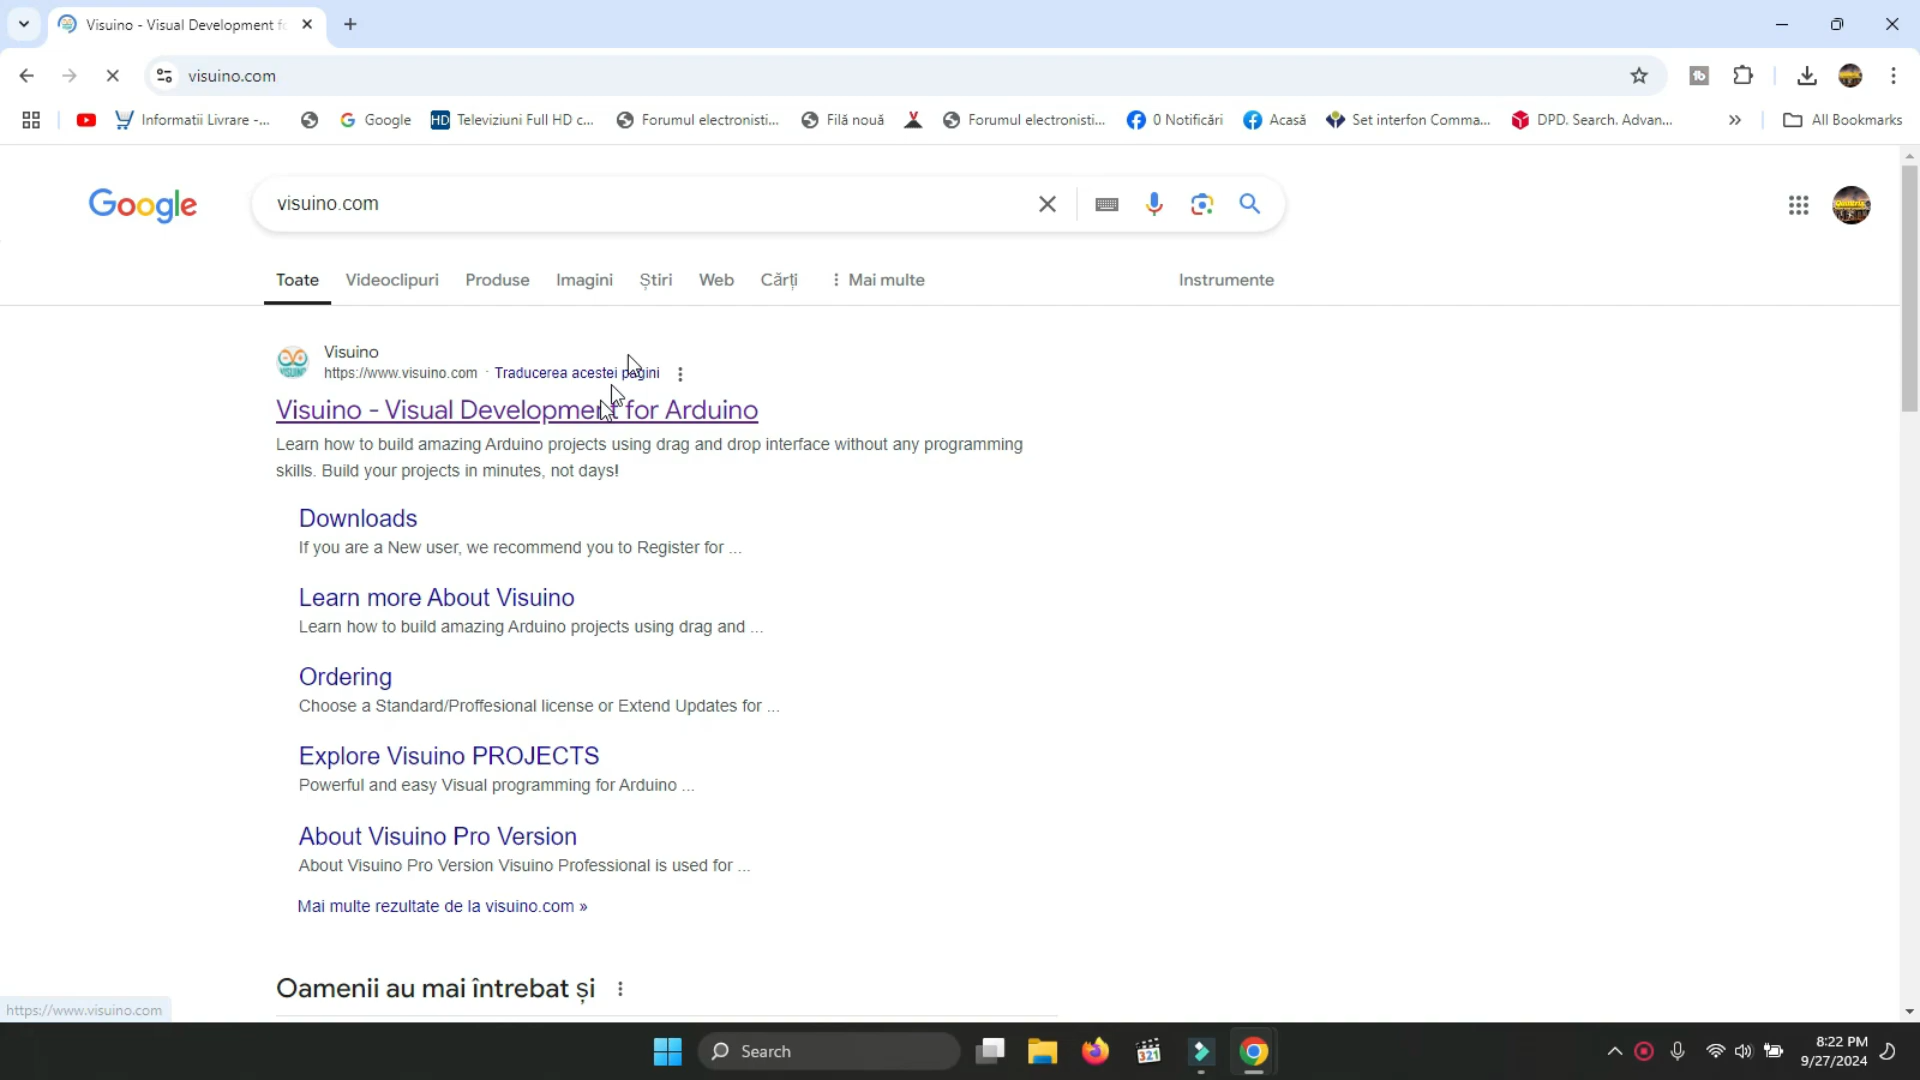 Visuino - Visual Development fo
visuino.com
Informatii Livrare -...
Google
HD Televiziuni Full HD c...
Forumul electronisti...
Filă nouă
Forumul electronisti...
0 Notificări
Acasă
Set interfon Comma...
DPD. Search. Advan...
»
All Bookmarks
Google
visuino.com
Toate
Videoclipuri
Produse
Imagini
Știri
Web
Cărți
Mai multe
Instrumente
VISUINO
Visuino
https://www.visuino.com · Traducerea acestei pagini
Visuino - Visual Development for Arduino
Learn how to build amazing Arduino projects using drag and drop interface without any programming
skills. Build your projects in minutes, not days!
Downloads
If you are a New user, we recommend you to Register for ...
Learn more About Visuino
Learn how to build amazing Arduino projects using drag and ...
Ordering
Choose a Standard/Proffesional license or Extend Updates for ...
Explore Visuino PROJECTS
Powerful and easy Visual programming for Arduino ...
About Visuino Pro Version
About Visuino Pro Version Visuino Professional is used for ...
Mai multe rezultate de la visuino.com »
Oamenii au mai întrebat și
https://www.visuino.com
Search
321
8:22 PM
9/27/2024